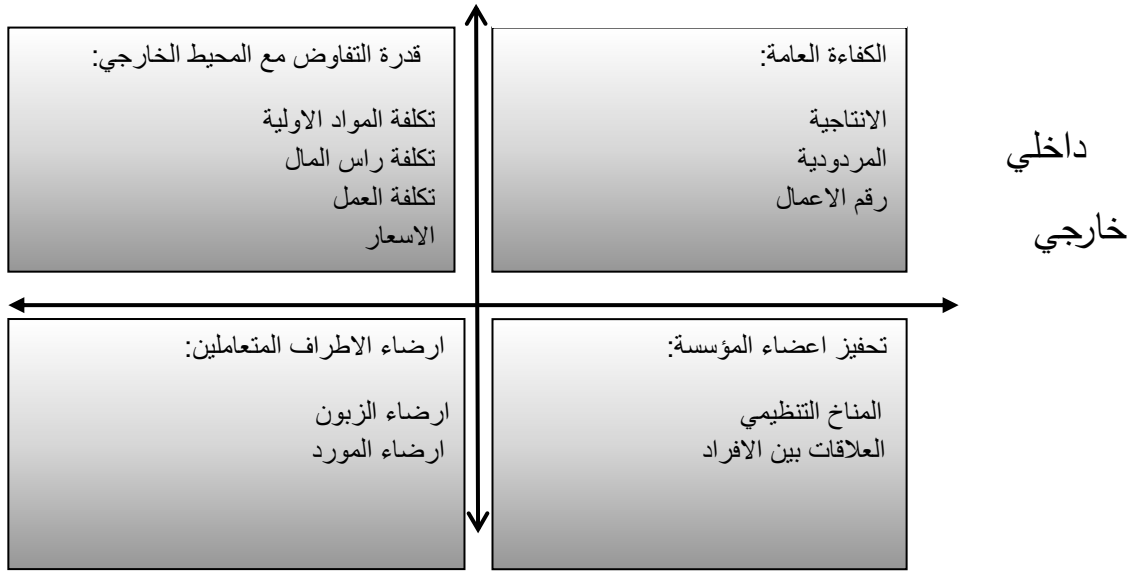 الكفاءة العامة:
الانتاجية
المردودية
رقم الاعمال
قدرة التفاوض مع المحيط الخارجي:
تكلفة المواد الاولية
تكلفة راس المال
تكلفة العمل
الاسعار
داخلي
خارجي
تحفيز اعضاء المؤسسة:
المناخ التنظيمي
العلاقات بين الافراد
ارضاء الاطراف المتعاملين:
ارضاء الزبون
ارضاء المورد